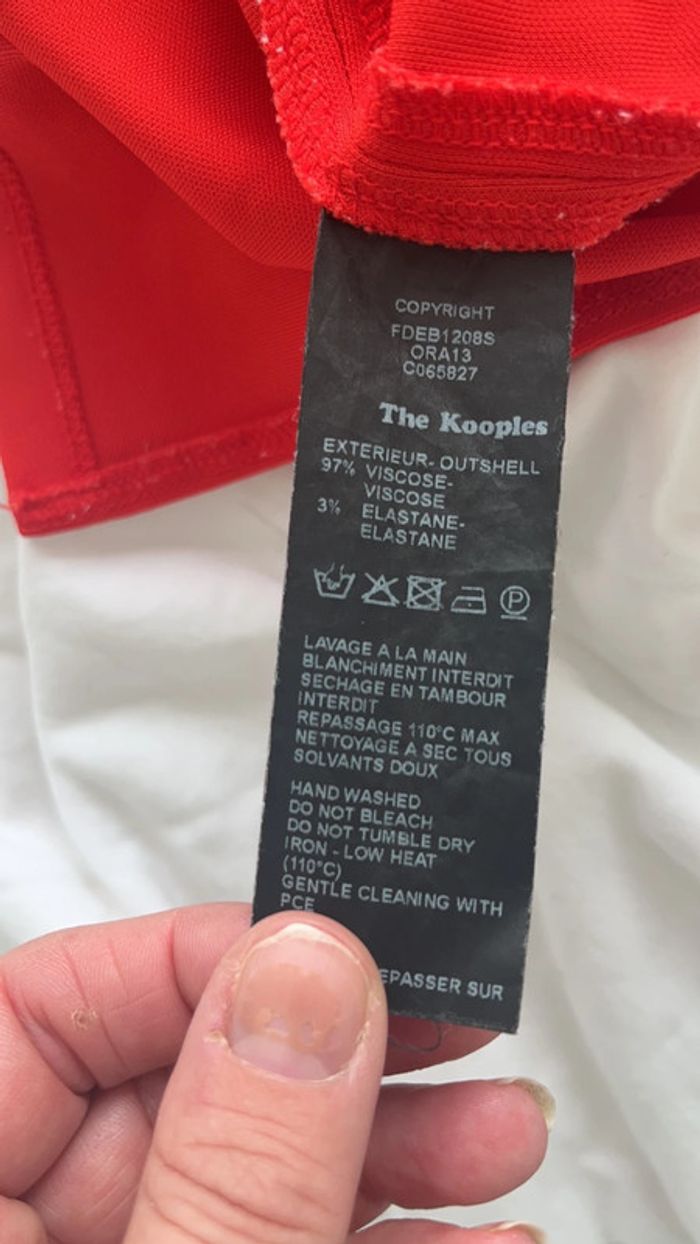 COPYRIGHT
FDEB1208S
ORA13
C065827
The Kooples
EXTERIEUR-OUTSHELL
97% VISCOSE-
VISCOSE
3% ELASTANE-
ELASTANE
P
LAVAGE A LA MAIN
BLANCHIMENT INTERDIT
SECHAGE EN TAMBOUR
INTERDIT
REPASSAGE 110°C MAX
NETTOYAGE A SEC TOUS
SOLVANTS DOUX
HAND WASHED
DO NOT BLEACH
DO NOT TUMBLE DRY
IRON - LOW HEAT
(110°C)
GENTLE CLEANING WITH
PCE
EPASSER SUR